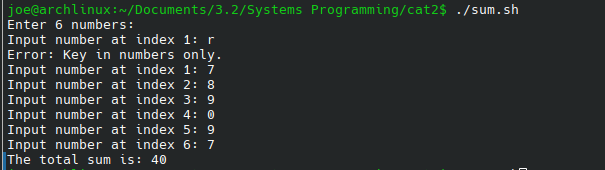 joe@archlinux:~/Documents/3.2/Systems Programming/cat2$ ./sum.sh
Enter 6 numbers:
Input number at index 1: r
Error: Key in numbers only.
Input number at index 1: 7
Input number at index 2: 8
Input number at index 3: 9
Input number at index 4: 0
Input number at index 5: 9
Input number at index 6: 7
The total sum is: 40